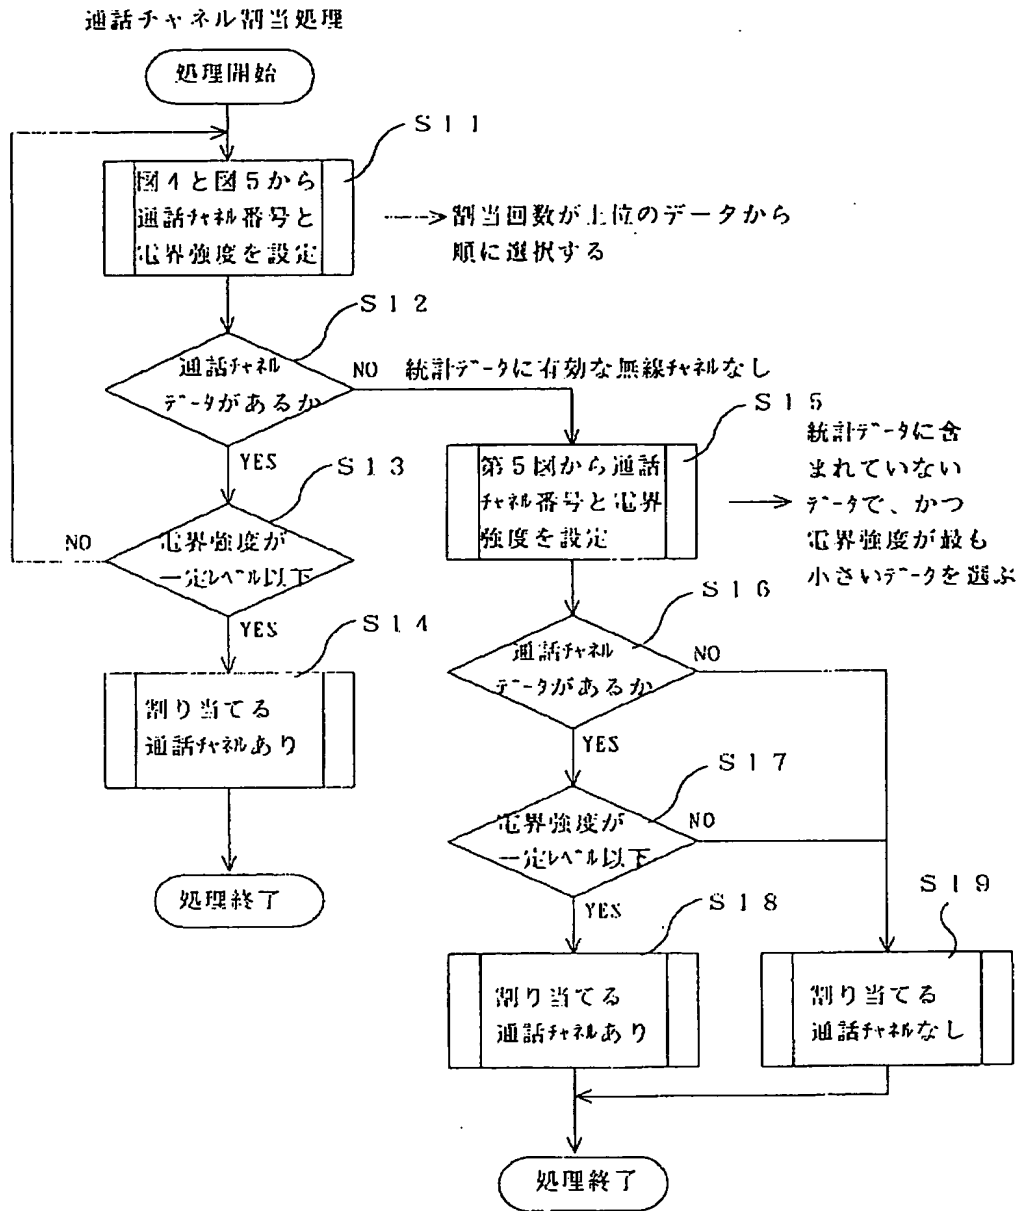 通話チャネル割当処理
処理開始
S11
図4と図5から
通話ﾁｬﾈﾙ番号と
電界強度を設定
割当回数が上位のデータから
順に選択する
S12
通話ﾁｬﾈﾙ
ﾃﾞｰﾀがあるか
NO 統計ﾃﾞｰﾀに有効な無線ﾁｬﾈﾙなし
YES
S13
電界強度が
一定ﾚﾍﾞﾙ以下
NO
YES
S14
割り当てる
通話ﾁｬﾈﾙあり
処理終了
S15
第5図から通話
ﾁｬﾈﾙ番号と電界
強度を設定
統計ﾃﾞｰﾀに含
まれていない
ﾃﾞｰﾀで、かつ
電界強度が最も
小さいﾃﾞｰﾀを選ぶ
S16
通話ﾁｬﾈﾙ
ﾃﾞｰﾀがあるか
NO
YES
S17
電界強度が
一定ﾚﾍﾞﾙ以下
NO
YES
S18
割り当てる
通話ﾁｬﾈﾙあり
S19
割り当てる
通話ﾁｬﾈﾙなし
処理終了